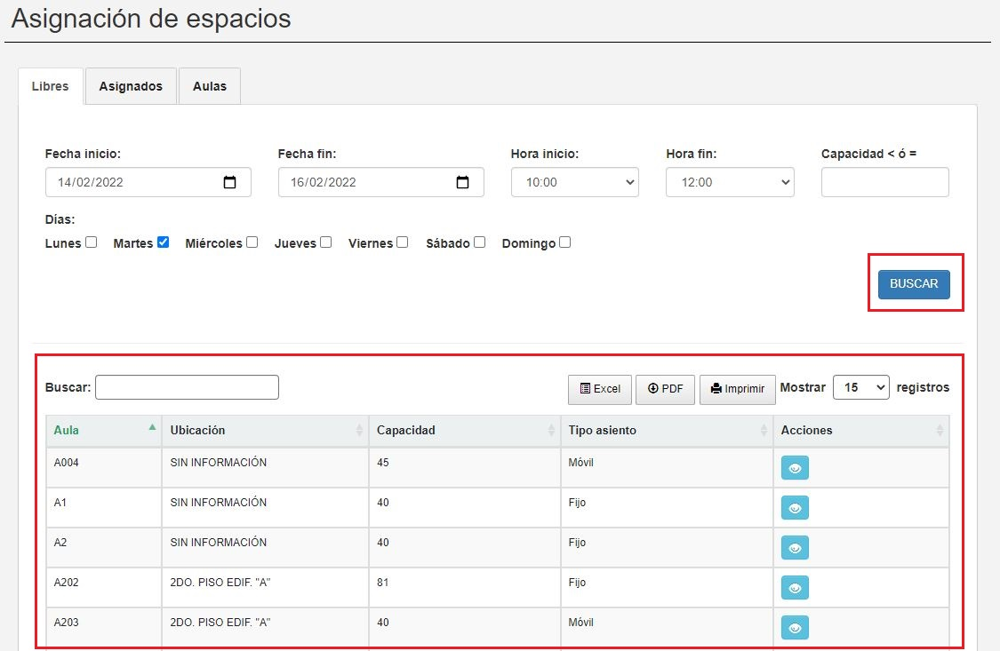 Asignación de espacios
Libres Asignados Aulas
Fecha inicio: Fecha fin: Hora inicio: Hora fin: Capacidad < ó =
14/02/2022 16/02/2022 10:00 12:00
Días:
Lunes Martes Miércoles Jueves Viernes Sábado Domingo
BUSCAR
Buscar: Excel PDF Imprimir Mostrar 15 registros
Aula Ubicación Capacidad Tipo asiento Acciones
A004 SIN INFORMACIÓN 45 Móvil
A1 SIN INFORMACIÓN 40 Fijo
A2 SIN INFORMACIÓN 40 Fijo
A202 2DO. PISO EDIF. "A" 81 Fijo
A203 2DO. PISO EDIF. "A" 40 Móvil